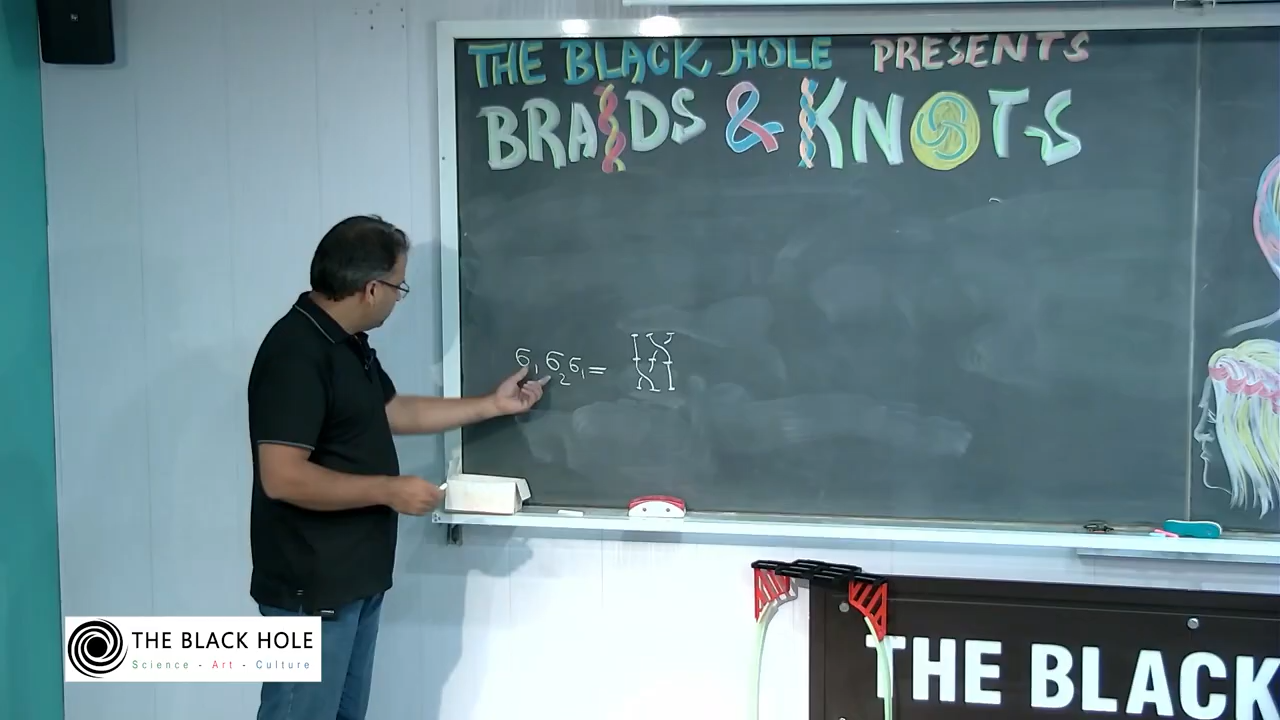 THE BLACK HOLE PRESENTS
BRAIDS & KNOTS
σ₁σ₂σ₁=
THE BLACK HOLE
Science - Art - Culture
THE BLACK